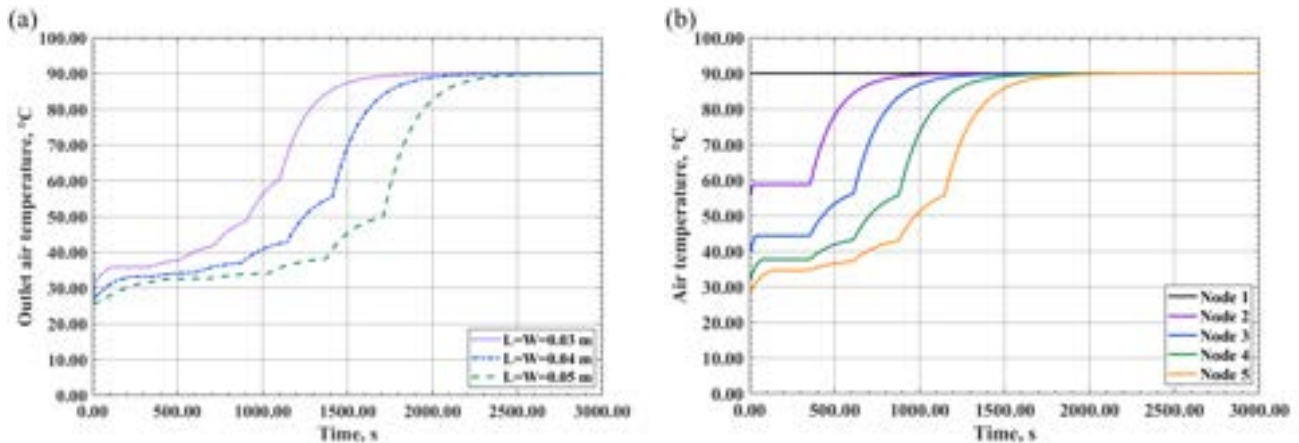 (a)
100.00
90.00
80.00
70.00
60.00
50.00
40.00
30.00
20.00
10.00
0.00
Outlet air temperature, °C
L=W=0.03 m
L=W=0.04 m
L=W=0.05 m
0.00 500.00 1000.00 1500.00 2000.00 2500.00 3000.00
Time, s
(b)
100.00
90.00
80.00
70.00
60.00
50.00
40.00
30.00
20.00
10.00
0.00
Air temperature, °C
Node 1
Node 2
Node 3
Node 4
Node 5
0.00 500.00 1000.00 1500.00 2000.00 2500.00 3000.00
Time, s